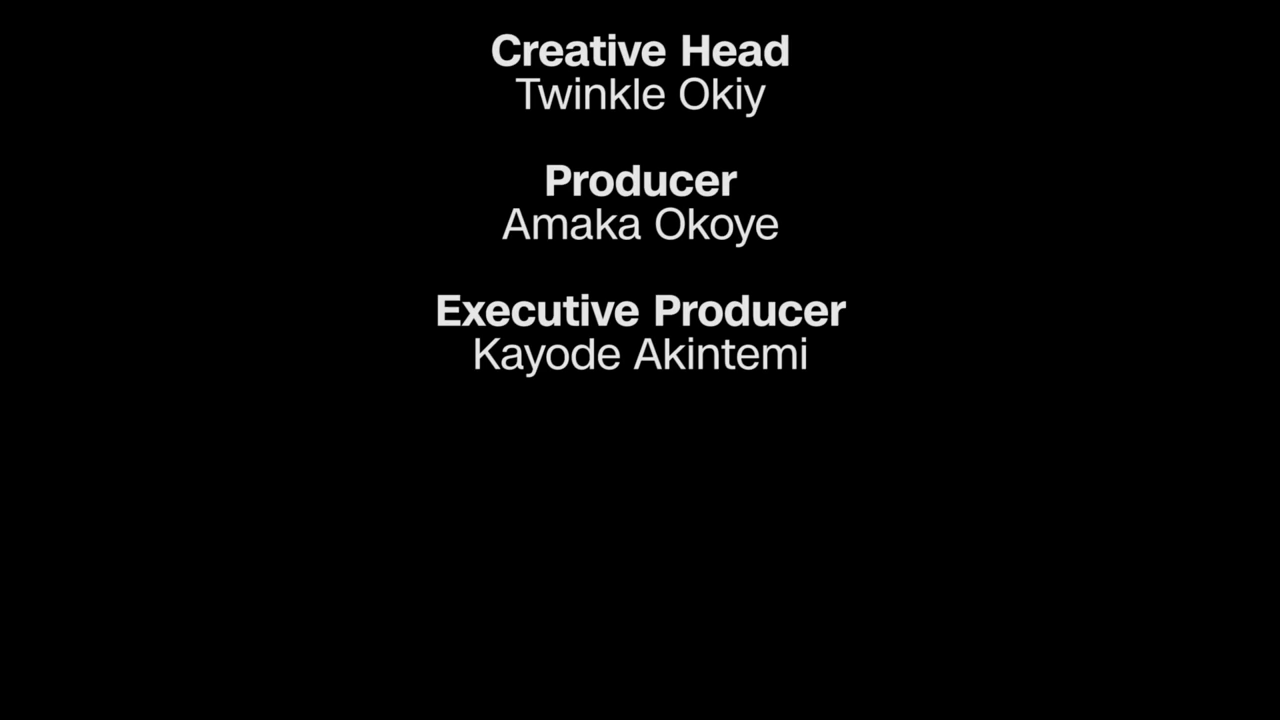 Creative Head
Twinkle Okiy
Producer
Amaka Okoye
Executive Producer
Kayode Akintemi